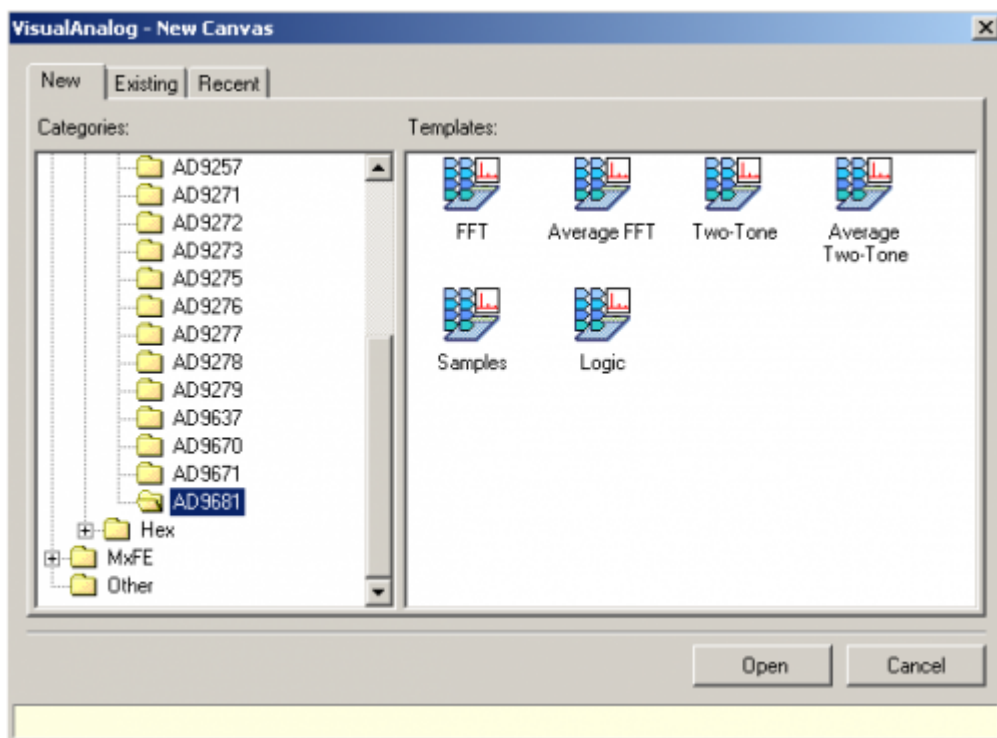 VisualAnalog - New Canvas
New
Existing
Recent
Categories:
Templates:
AD9257
AD9271
AD9272
AD9273
AD9275
AD9276
AD9277
AD9278
AD9279
AD9637
AD9670
AD9671
AD9681
Hex
MxFE
Other
FFT
Average FFT
Two-Tone
Average
Two-Tone
Samples
Logic
Open
Cancel